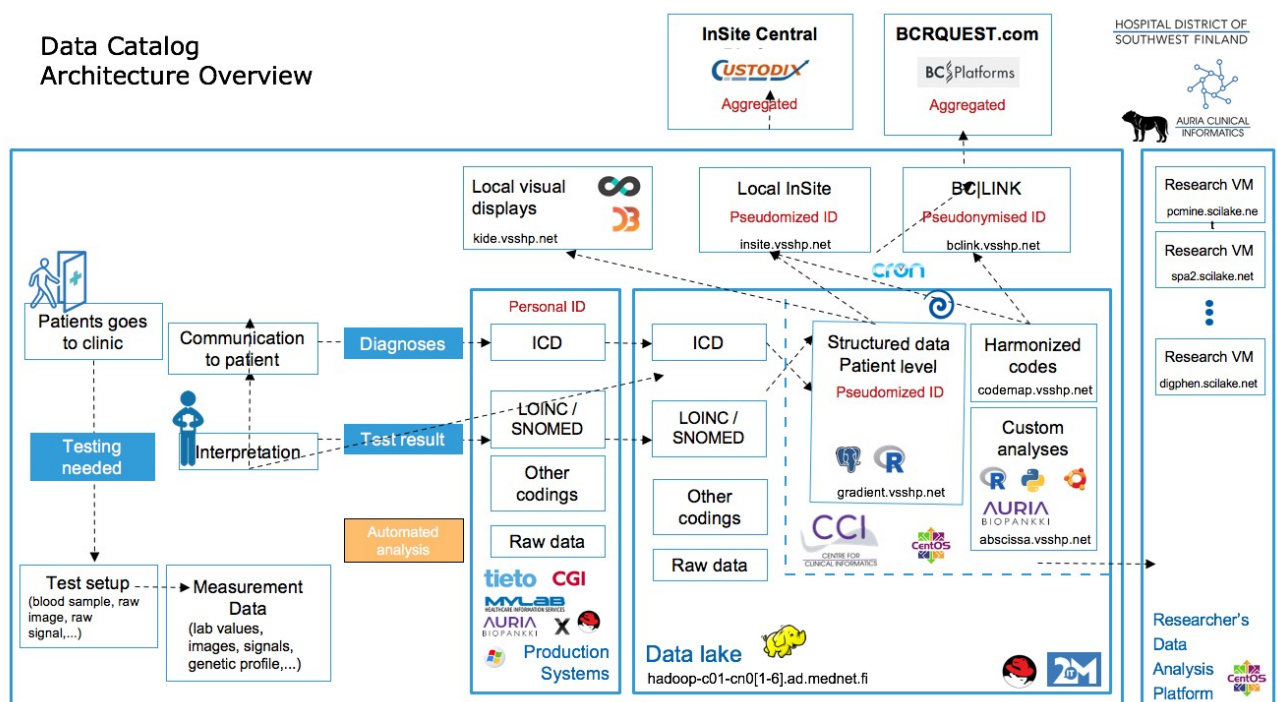 Data Catalog
Architecture Overview
InSite Central
CUSTODIX
Aggregated
BCRQUEST.com
BC Platforms
Aggregated
HOSPITAL DISTRICT OF
SOUTHWEST FINLAND
AURIA CLINICAL
INFORMATICS
Local visual
displays
kide.vsshp.net
Local InSite
Pseudomized ID
insite.vsshp.net
BC|LINK
Pseudonymised ID
bclink.vsshp.net
cron
Research VM
pcmine.scilake.ne
t
Research VM
spa2.scilake.net
Research VM
digphen.scilake.net
Researcher's
Data
Analysis
Platform
CentOS
Patients goes
to clinic
Communication
to patient
Testing
needed
Interpretation
Diagnoses
Test result
Automated
analysis
Test setup
(blood sample, raw
image, raw
signal,...)
Measurement
Data
(lab values,
images, signals,
genetic profile,...)
Personal ID
ICD
LOINC /
SNOMED
Other
codings
Raw data
tieto
CGI
MYLAB
HEALTHCARE INFORMATION SERVICES
AURIA
BIOPANKKI
X
Production
Systems
ICD
LOINC /
SNOMED
Other
codings
Raw data
Structured data
Patient level
Pseudomized ID
R
gradient.vsshp.net
Harmonized
codes
codemap.vsshp.net
Custom
analyses
R
AURIA
BIOPANKKI
abscissa.vsshp.net
CCI
CENTRE FOR
CLINICAL INFORMATICS
CentOS
Data lake
hadoop-c01-cn0[1-6].ad.mednet.fi
2M
IT